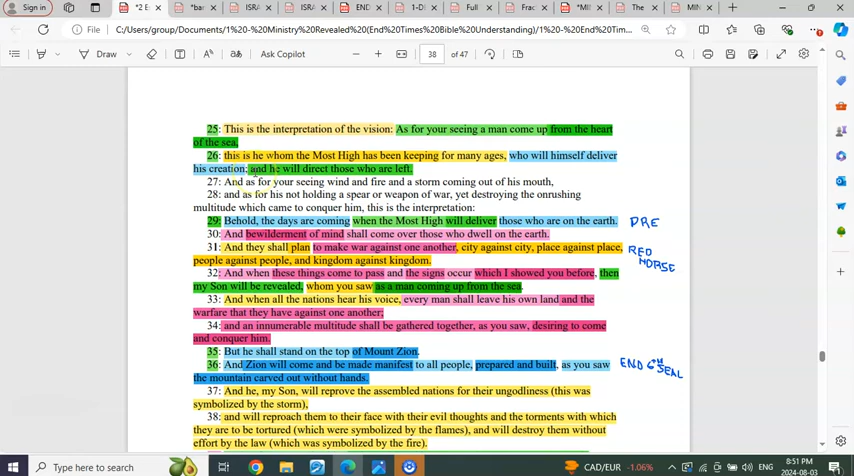 Sign in
*2 Es
*bar
ISRA
ISRA
END
1-D
Full
Frac
*MII
The
MIN
C:/Users/group/Documents/1%20-%20Ministry%20Revealed%20(End%20Times%20Bible%20Understanding)/1%20-%20End%20Tim...
Draw
Ask Copilot
38 of 47
25: This is the interpretation of the vision: As for your seeing a man come up from the heart
of the sea,
26: this is he whom the Most High has been keeping for many ages, who will himself deliver
his creation; and he will direct those who are left.
27: And as for your seeing wind and fire and a storm coming out of his mouth,
28: and as for his not holding a spear or weapon of war, yet destroying the onrushing
multitude which came to conquer him, this is the interpretation:
29: Behold, the days are coming when the Most High will deliver those who are on the earth. PRE
30: And bewilderment of mind shall come over those who dwell on the earth.
31: And they shall plan to make war against one another, city against city, place against place, RED
people against people, and kingdom against kingdom. HORSE
32: And when these things come to pass and the signs occur which I showed you before, then
my Son will be revealed, whom you saw as a man coming up from the sea.
33: And when all the nations hear his voice, every man shall leave his own land and the
warfare that they have against one another;
34: and an innumerable multitude shall be gathered together, as you saw, desiring to come
and conquer him.
35: But he shall stand on the top of Mount Zion.
36: And Zion will come and be made manifest to all people, prepared and built, as you saw END 6TH
the mountain carved out without hands. SEAL
37: And he, my Son, will reprove the assembled nations for their ungodliness (this was
symbolized by the storm),
38: and will reproach them to their face with their evil thoughts and the torments with which
they are to be tortured (which were symbolized by the flames), and will destroy them without
effort by the law (which was symbolized by the fire).
Type here to search
CAD/EUR -1.06%
ENG
8:51 PM
2024-08-03